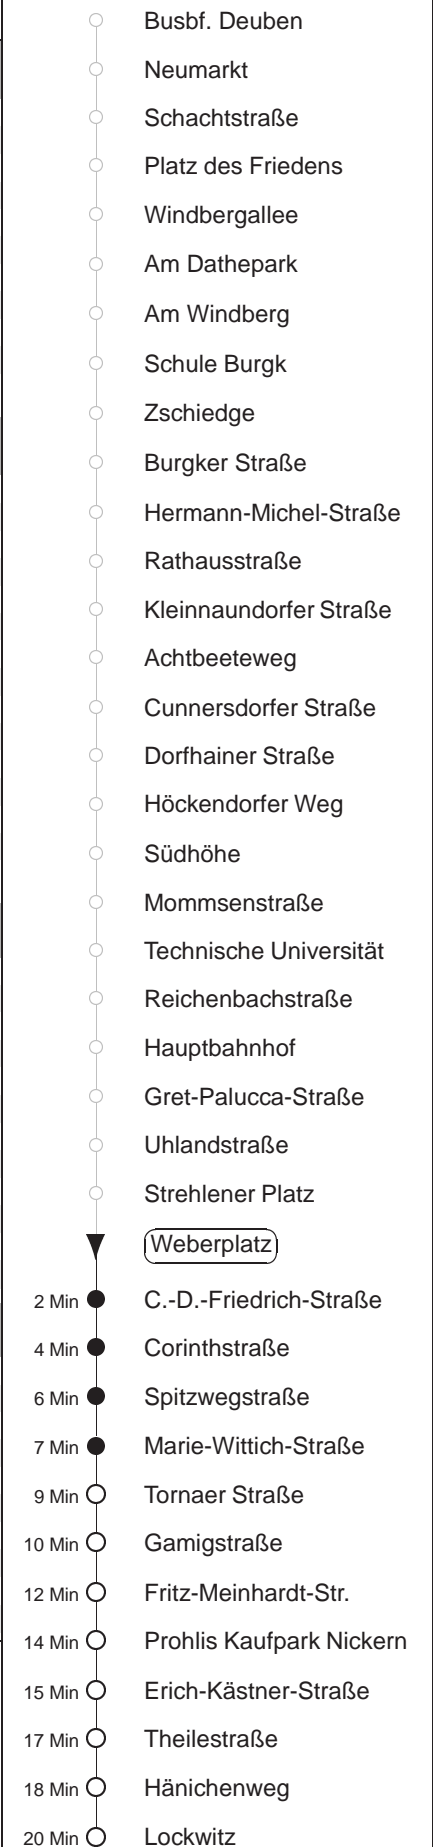 Busbf. Deuben
Neumarkt
Schachtstraße
Platz des Friedens
Windbergallee
Am Dathepark
Am Windberg
Schule Burgk
Zschiedge
Burgker Straße
Hermann-Michel-Straße
Rathausstraße
Kleinnaundorfer Straße
Achtbeeteweg
Cunnersdorfer Straße
Dorfhainer Straße
Höckendorfer Weg
Südhöhe
Mommsenstraße
Technische Universität
Reichenbachstraße
Hauptbahnhof
Gret-Palucca-Straße
Uhlandstraße
Strehlener Platz
Weberplatz
2 Min C.-D.-Friedrich-Straße
4 Min Corinthstraße
6 Min Spitzwegstraße
7 Min Marie-Wittich-Straße
9 Min Tornaer Straße
10 Min Gamigstraße
12 Min Fritz-Meinhardt-Str.
14 Min Prohlis Kaufpark Nickern
15 Min Erich-Kästner-Straße
17 Min Theilestraße
18 Min Hänichenweg
20 Min Lockwitz